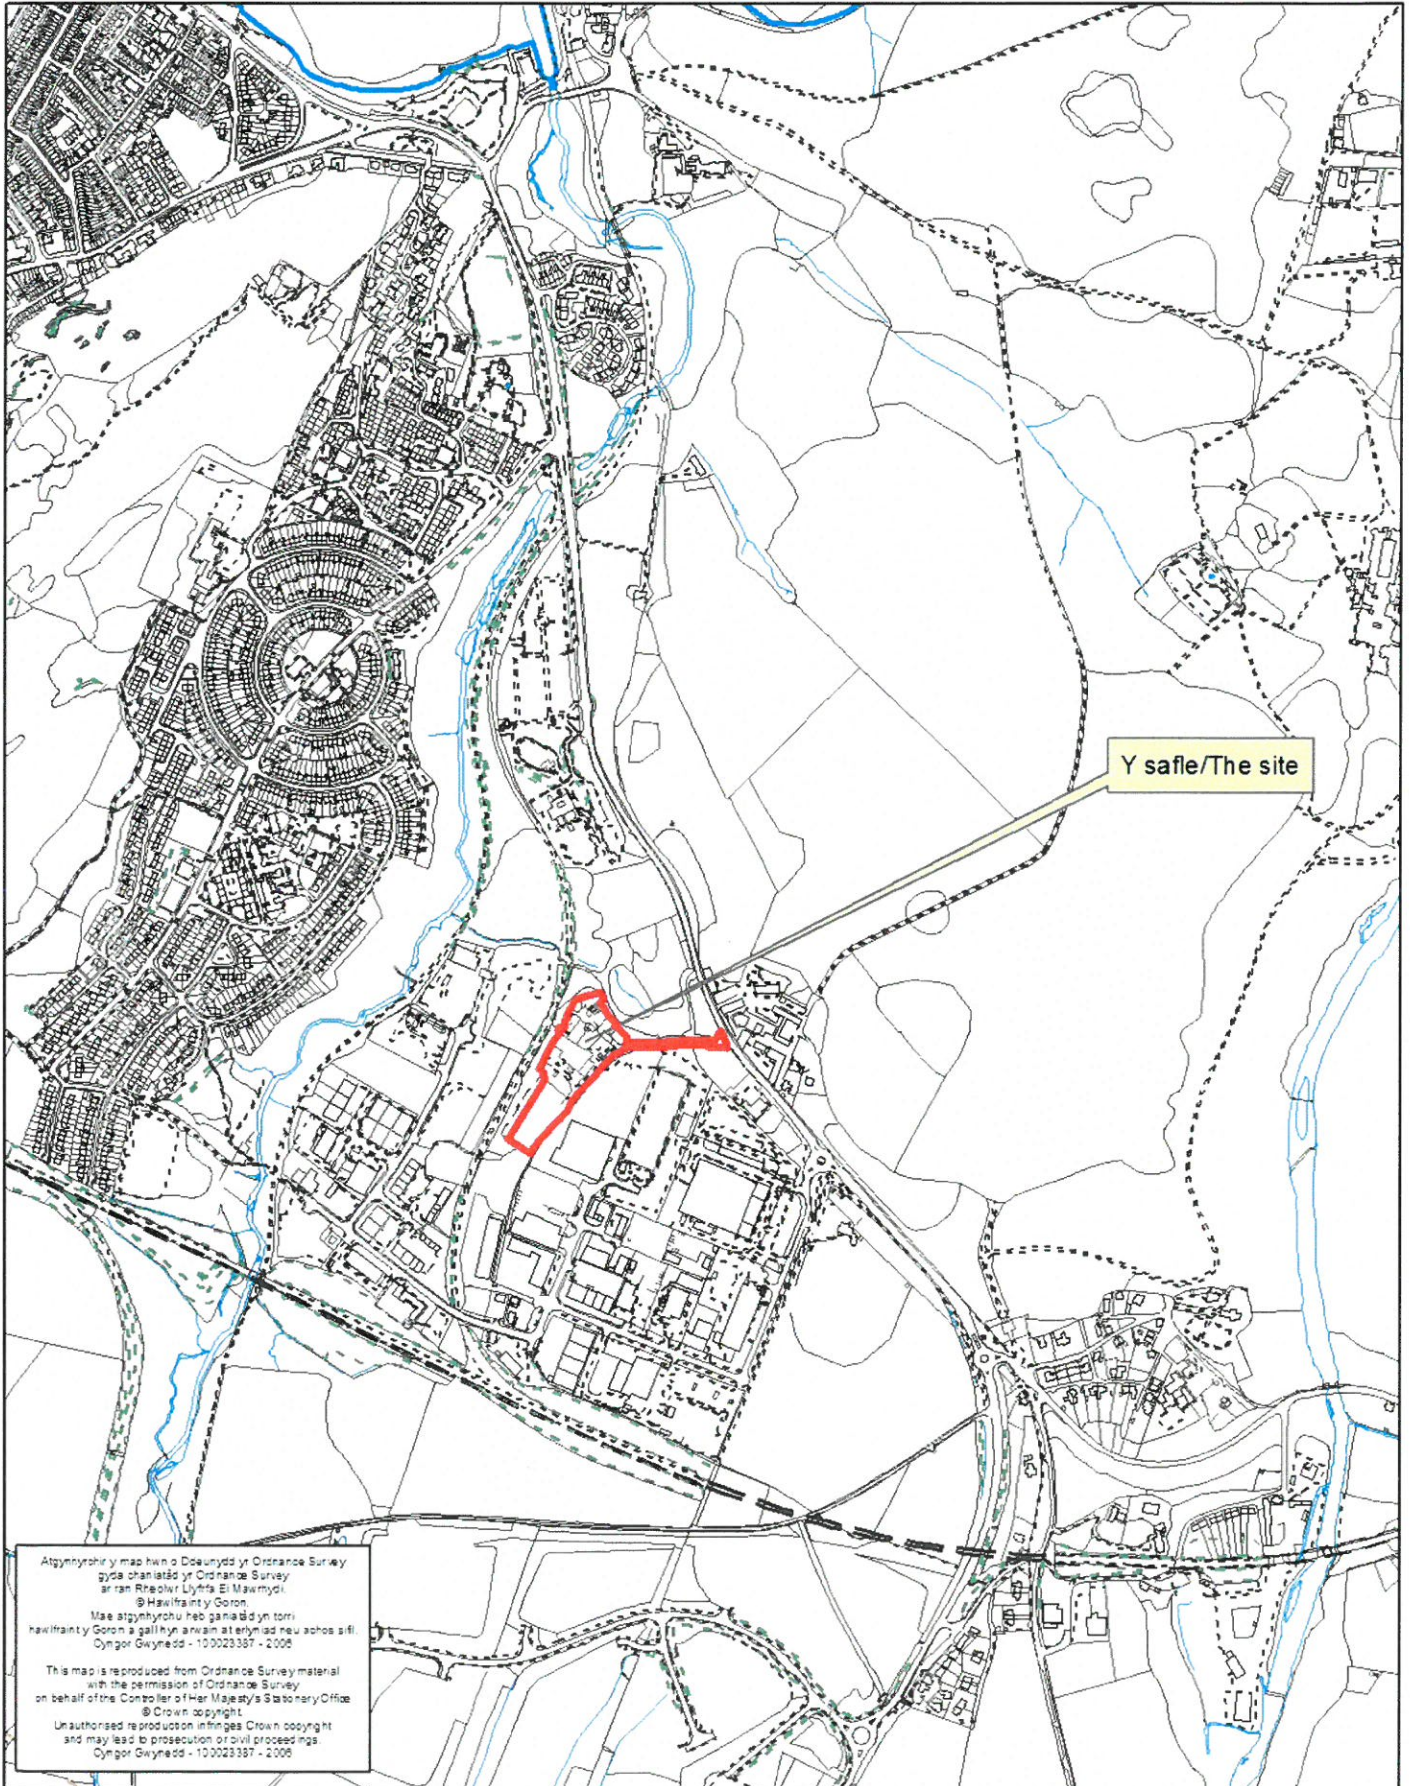 Y safle/The site
Atgynhyrchir y map hwn o Ddeunydd yr Ordnance Survey
gyda chaniatâd yr Ordnance Survey
ar ran Rheolwr Llyfrfa Ei Mawrhydi.
© Hawlfraint y Goron.
Mae atgynhyrchu heb ganiatâd yn torri
hawlfraint y Goron a gall hyn arwain at erlyniad neu achos sifil.
Cyngor Gwynedd - 100023387 - 2006
This map is reproduced from Ordnance Survey material
with the permission of Ordnance Survey
on behalf of the Controller of Her Majesty's Stationery Office
© Crown copyright.
Unauthorised reproduction infringes Crown copyright
and may lead to prosecution or civil proceedings.
Cyngor Gwynedd - 100023387 - 2006